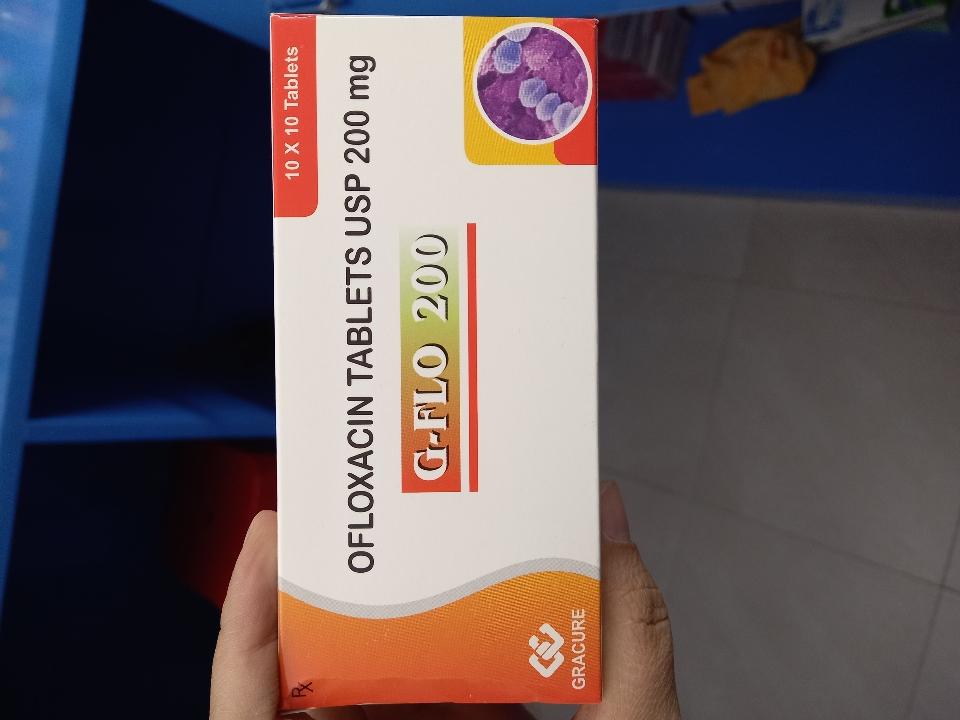 10 X 10 Tablets
OFLOXACIN TABLETS USP 200 mg
G-FLO 200
Rx
GRACURE